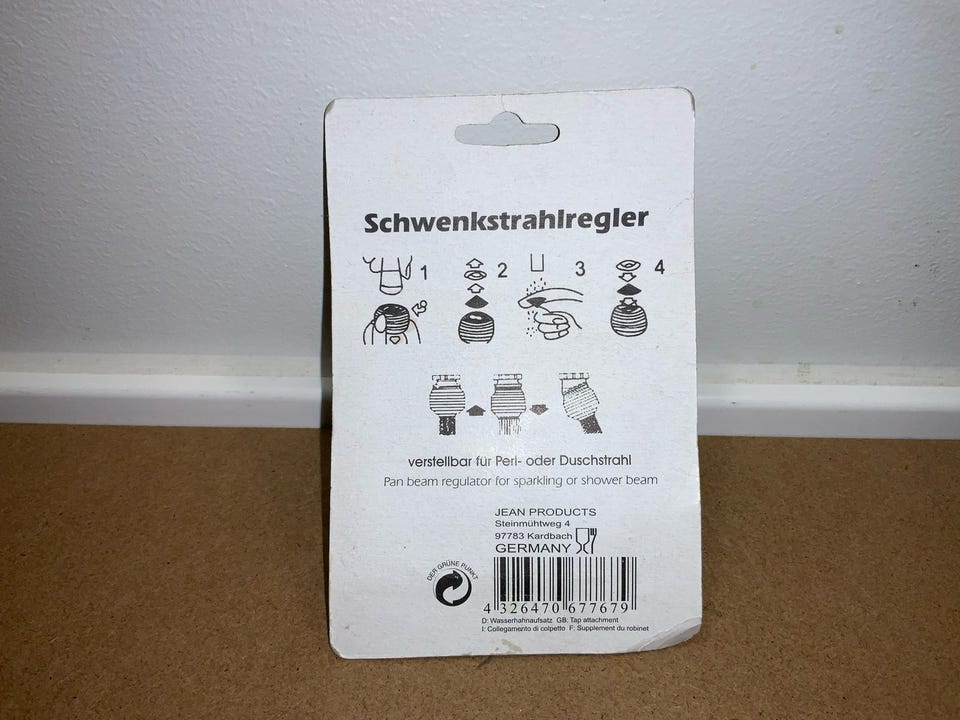 Schwenkstrahlregler
1 2 3 4
verstellbar für Perl- oder Duschstrahl
Pan beam regulator for sparkling or shower beam
JEAN PRODUCTS
Steinmühtweg 4
97783 Kardbach
GERMANY
DER GRÜNE PUNKT
4 326470 677679
D: Wasserhahnaufsatz GB: Tap attachment
I: Collegamento di colpetto F: Supplement du robinet